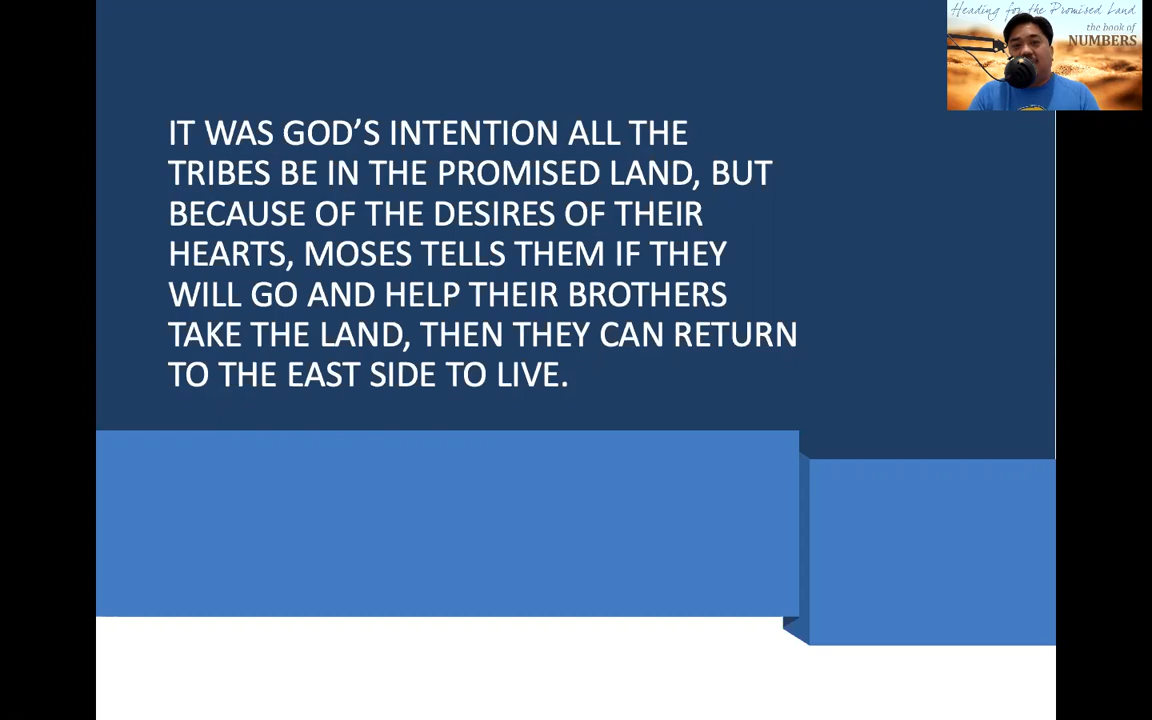 Heading for the Promised Land
the book of
NUMBERS
IT WAS GOD’S INTENTION ALL THE
TRIBES BE IN THE PROMISED LAND, BUT
BECAUSE OF THE DESIRES OF THEIR
HEARTS, MOSES TELLS THEM IF THEY
WILL GO AND HELP THEIR BROTHERS
TAKE THE LAND, THEN THEY CAN RETURN
TO THE EAST SIDE TO LIVE.